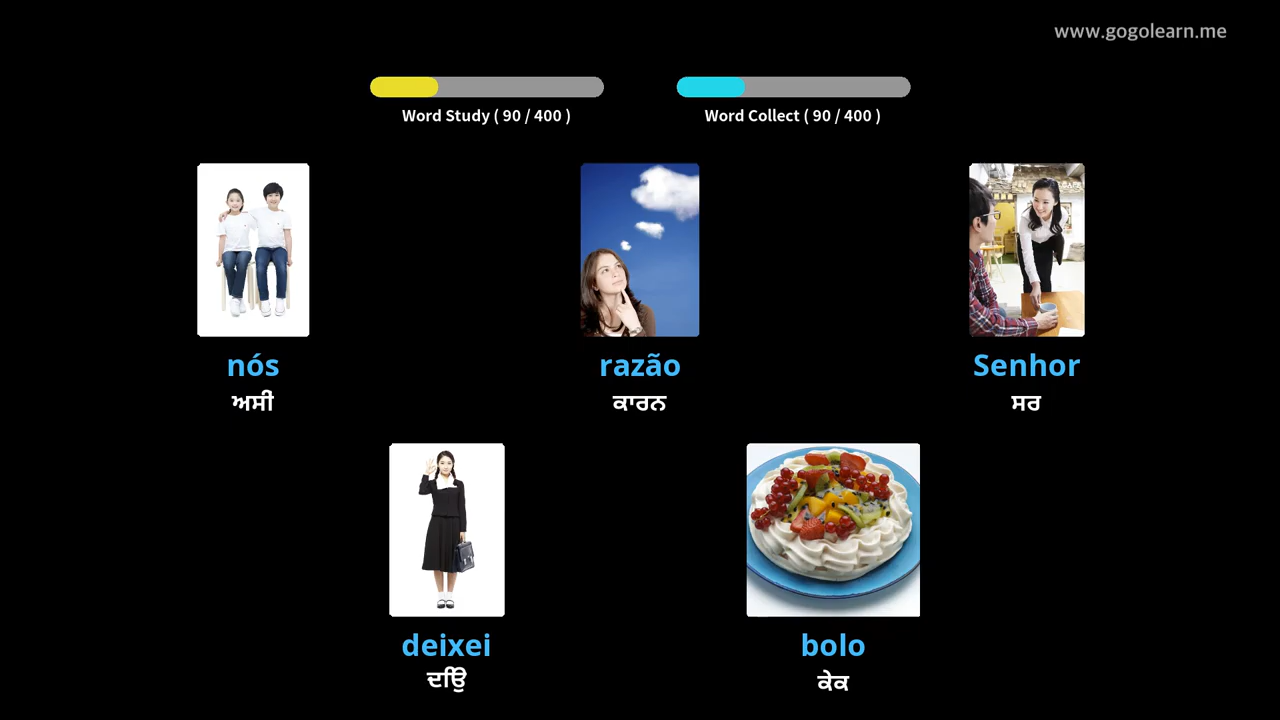 www.gogolearn.me
Word Study ( 90 / 400 )
Word Collect ( 90 / 400 )
nós
ਅਸੀਂ
razão
ਕਾਰਨ
Senhor
ਸਰ
deixei
ਦਇਉ
bolo
ਕੇਕ